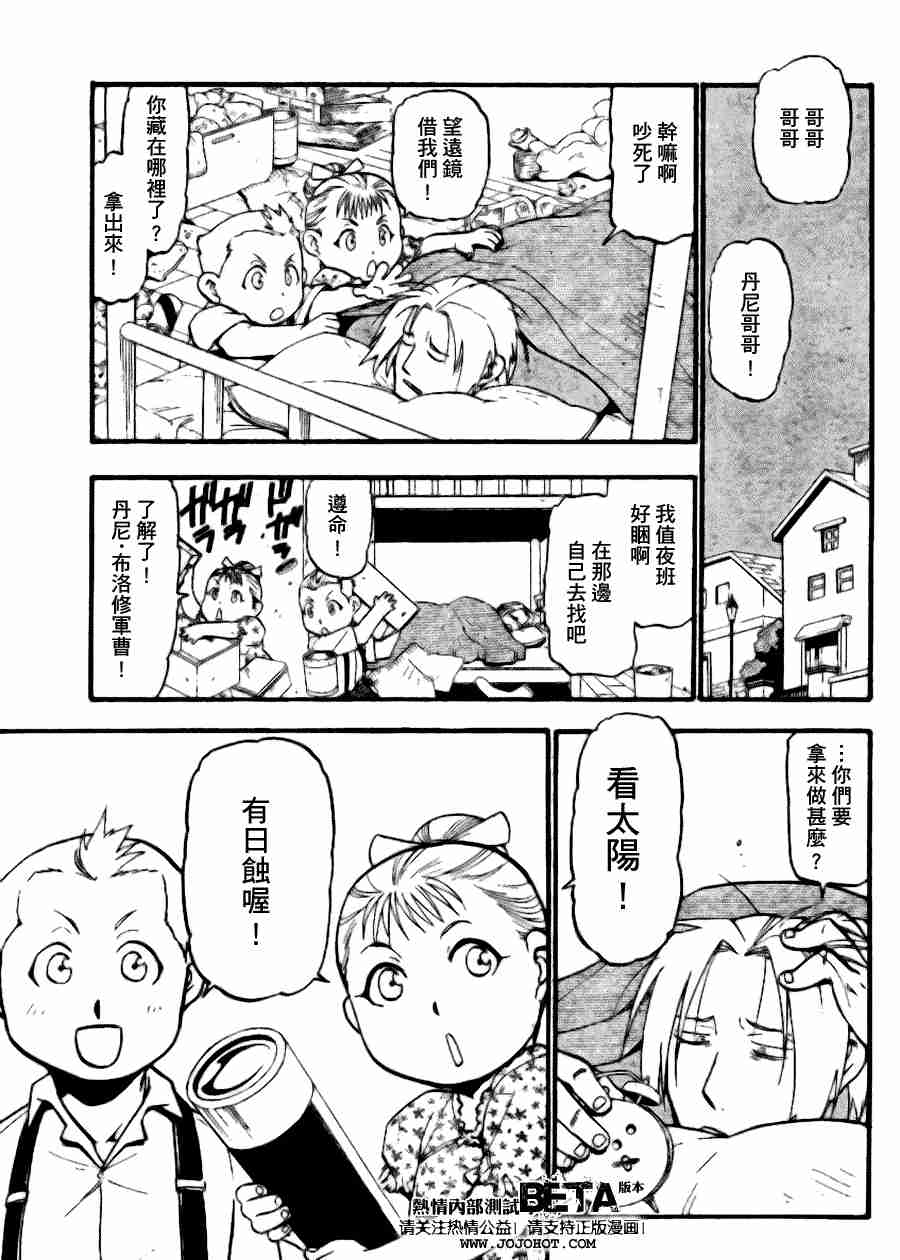 哥哥
哥哥
丹尼哥哥！
幹嘛啊
吵死了
望遠鏡
借我們！
你藏在哪裡了？
拿出來！
我值夜班
好睏啊
在那邊
自己去找吧
遵命！
了解了！
丹尼·布洛修軍曹！
…你們要
拿來做甚麼？
看太陽！
有日蝕喔！
熱情內部測試BETA版本
请关注热情公益| 请支持正版漫画|
WWW.JOJOHOT.COM